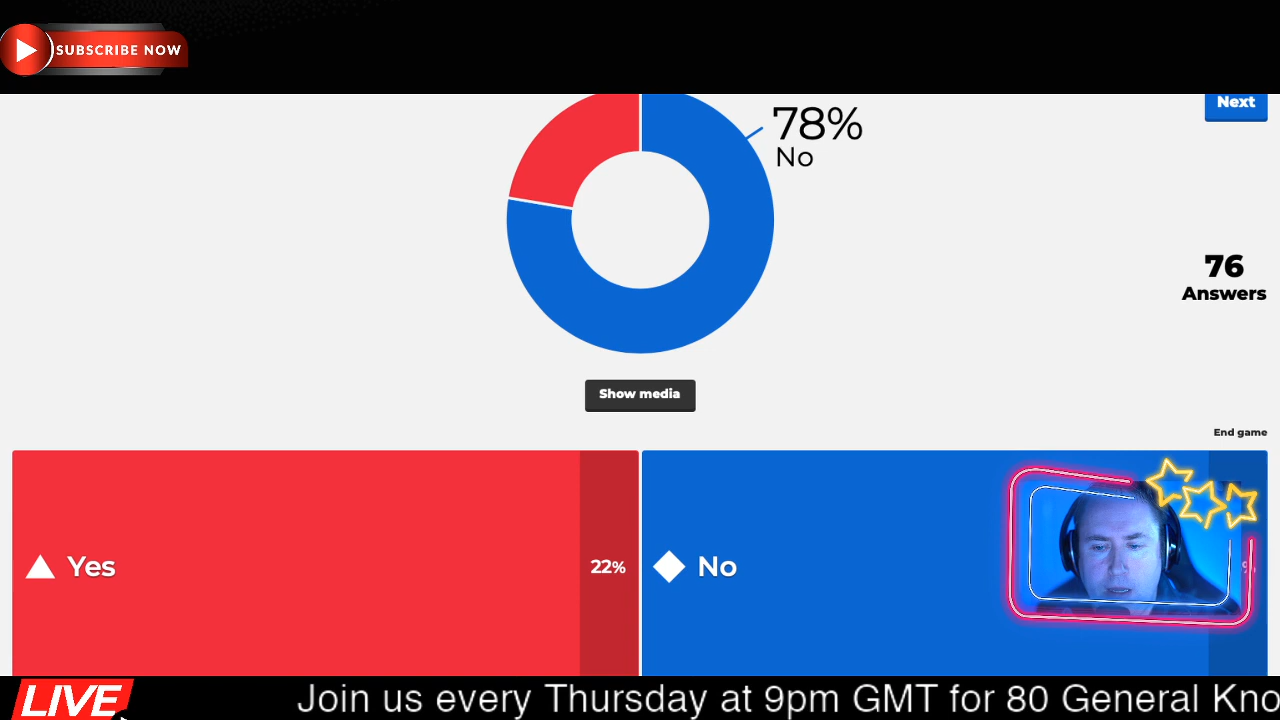 SUBSCRIBE NOW
78%
No
Next
76
Answers
Show media
End game
Yes
22%
No
LIVE
Join us every Thursday at 9pm GMT for 80 General Kno